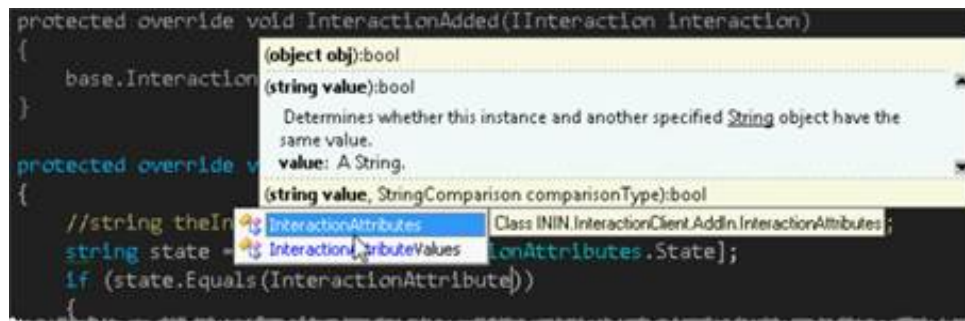 protected override void InteractionAdded(IInteraction interaction)
{
(object obj):bool
base.Interaction
(string value):bool
Determines whether this instance and another specified String object have the
same value.
value: A String.
}
protected override v
{
(string value, StringComparison comparisonType):bool
//string theIn
InteractionAttributes
Class ININ.InteractionClient.AddIn.InteractionAttributes
;
string state =
InteractionAttributeValues
onAttributes.State];
if (state.Equals(InteractionAttribute))
{